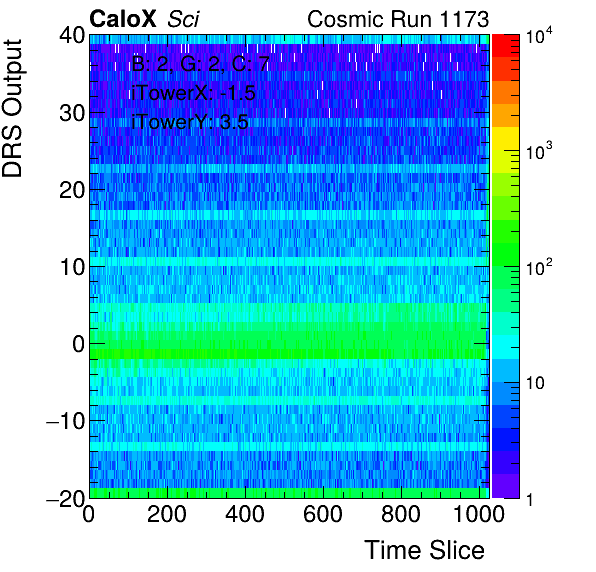 CaloX Sci Cosmic Run 1173
DRS Output
B: 2, G: 2, C: 7
iTowerX: -1.5
iTowerY: 3.5
40
30
20
10
0
−10
−20
0 200 400 600 800 1000
Time Slice
10⁴
10³
10²
10
1